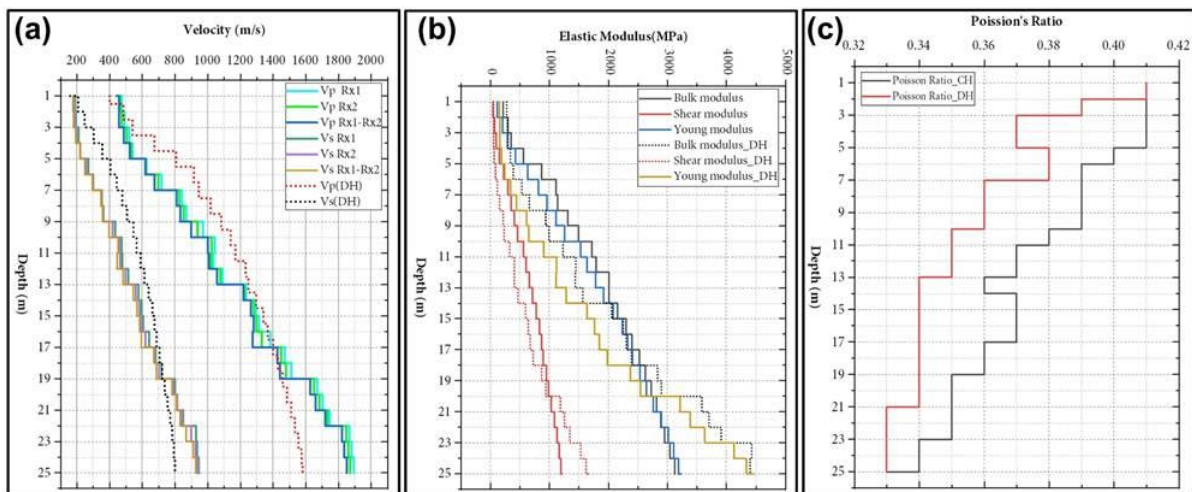 (a)
Velocity (m/s)
200 400 600 800 1000 1200 1400 1600 1800 2000
1
3
5
7
9
11
13
15
17
19
21
23
25
Depth (m)
Vp Rx1
Vp Rx2
Vp Rx1-Rx2
Vs Rx1
Vs Rx2
Vs Rx1-Rx2
Vp(DH)
Vs(DH)
(b)
Elastic Modulus(MPa)
0 1000 2000 3000 4000 5000
1
3
5
7
9
11
13
15
17
19
21
23
25
Depth (m)
Bulk modulus
Shear modulus
Young modulus
Bulk modulus_DH
Shear modulus_DH
Young modulus_DH
(c)
Poission's Ratio
0.32 0.34 0.36 0.38 0.40 0.42
1
3
5
7
9
11
13
15
17
19
21
23
25
Depth (m)
Poisson Ratio_CH
Poisson Ratio_DH